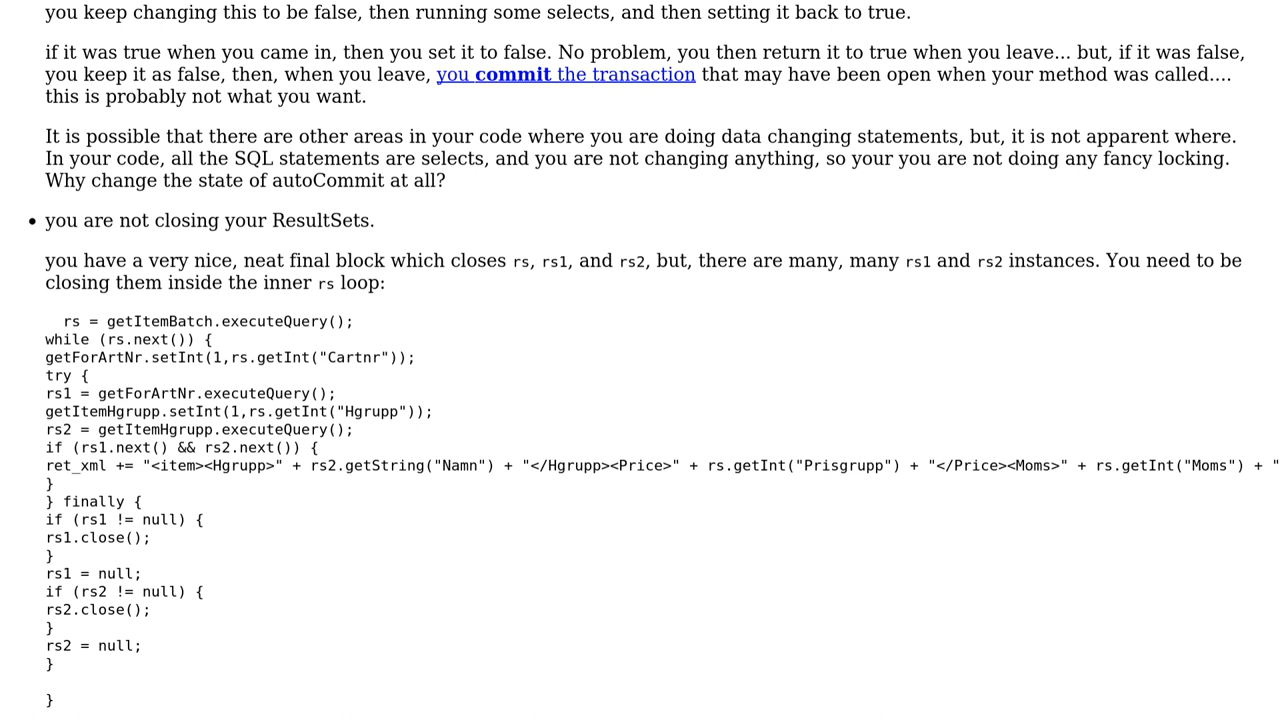 you keep changing this to be false, then running some selects, and then setting it back to true.
if it was true when you came in, then you set it to false. No problem, you then return it to true when you leave... but, if it was false,
you keep it as false, then, when you leave, you commit the transaction that may have been open when your method was called....
this is probably not what you want.
It is possible that there are other areas in your code where you are doing data changing statements, but, it is not apparent where.
In your code, all the SQL statements are selects, and you are not changing anything, so your you are not doing any fancy locking.
Why change the state of autoCommit at all?
• you are not closing your ResultSets.
you have a very nice, neat final block which closes rs, rs1, and rs2, but, there are many, many rs1 and rs2 instances. You need to be
closing them inside the inner rs loop:
rs = getItemBatch.executeQuery();
while (rs.next()) {
getForArtNr.setInt(1,rs.getInt("Cartnr"));
try {
rs1 = getForArtNr.executeQuery();
getItemHgrupp.setInt(1,rs.getInt("Hgrupp"));
rs2 = getItemHgrupp.executeQuery();
if (rs1.next() && rs2.next()) {
ret_xml += "<item><Hgrupp>" + rs2.getString("Namn") + "</Hgrupp><Price>" + rs.getInt("Prisgrupp") + "</Price><Moms>" + rs.getInt("Moms") + "
}
} finally {
if (rs1 != null) {
rs1.close();
}
rs1 = null;
if (rs2 != null) {
rs2.close();
}
rs2 = null;
}
}